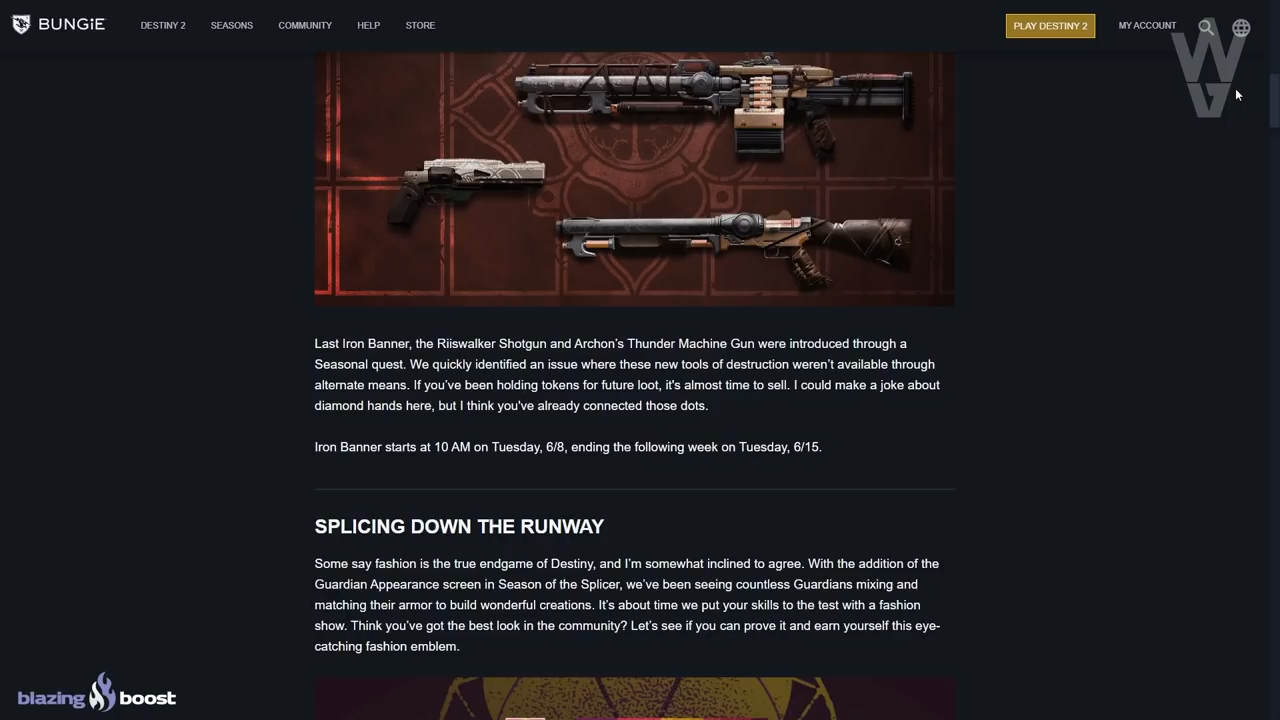 BUNGiE
DESTINY 2 SEASONS COMMUNITY HELP STORE
PLAY DESTINY 2 MY ACCOUNT
WG
Last Iron Banner, the Riiswalker Shotgun and Archon's Thunder Machine Gun were introduced through a
Seasonal quest. We quickly identified an issue where these new tools of destruction weren't available through
alternate means. If you've been holding tokens for future loot, it's almost time to sell. I could make a joke about
diamond hands here, but I think you've already connected those dots.
Iron Banner starts at 10 AM on Tuesday, 6/8, ending the following week on Tuesday, 6/15.
SPLICING DOWN THE RUNWAY
Some say fashion is the true endgame of Destiny, and I'm somewhat inclined to agree. With the addition of the
Guardian Appearance screen in Season of the Splicer, we've been seeing countless Guardians mixing and
matching their armor to build wonderful creations. It's about time we put your skills to the test with a fashion
show. Think you've got the best look in the community? Let's see if you can prove it and earn yourself this eye-
catching fashion emblem.
blazing boost